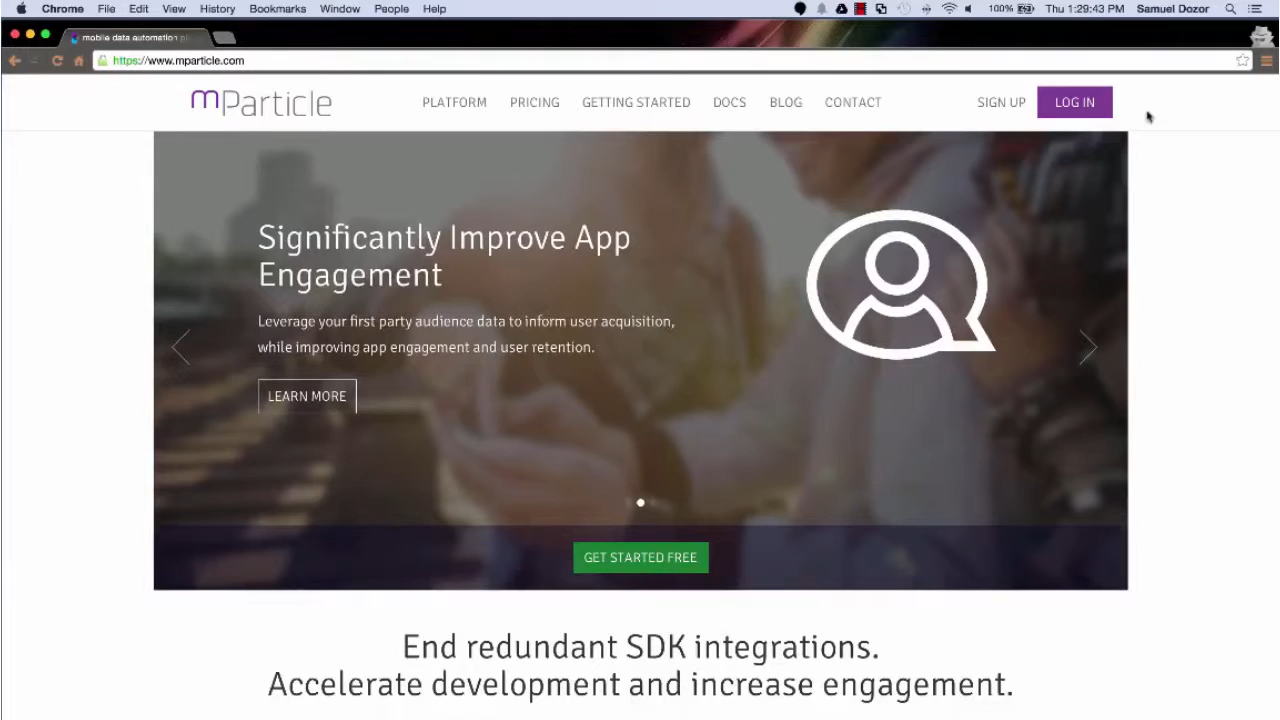 Chrome File Edit View History Bookmarks Window People Help 100% Thu 1:29:43 PM Samuel Dozor
mobile data automation
https://www.mparticle.com
mParticle PLATFORM PRICING GETTING STARTED DOCS BLOG CONTACT SIGN UP LOG IN
Significantly Improve App
Engagement
Leverage your first party audience data to inform user acquisition,
while improving app engagement and user retention.
LEARN MORE
GET STARTED FREE
End redundant SDK integrations.
Accelerate development and increase engagement.